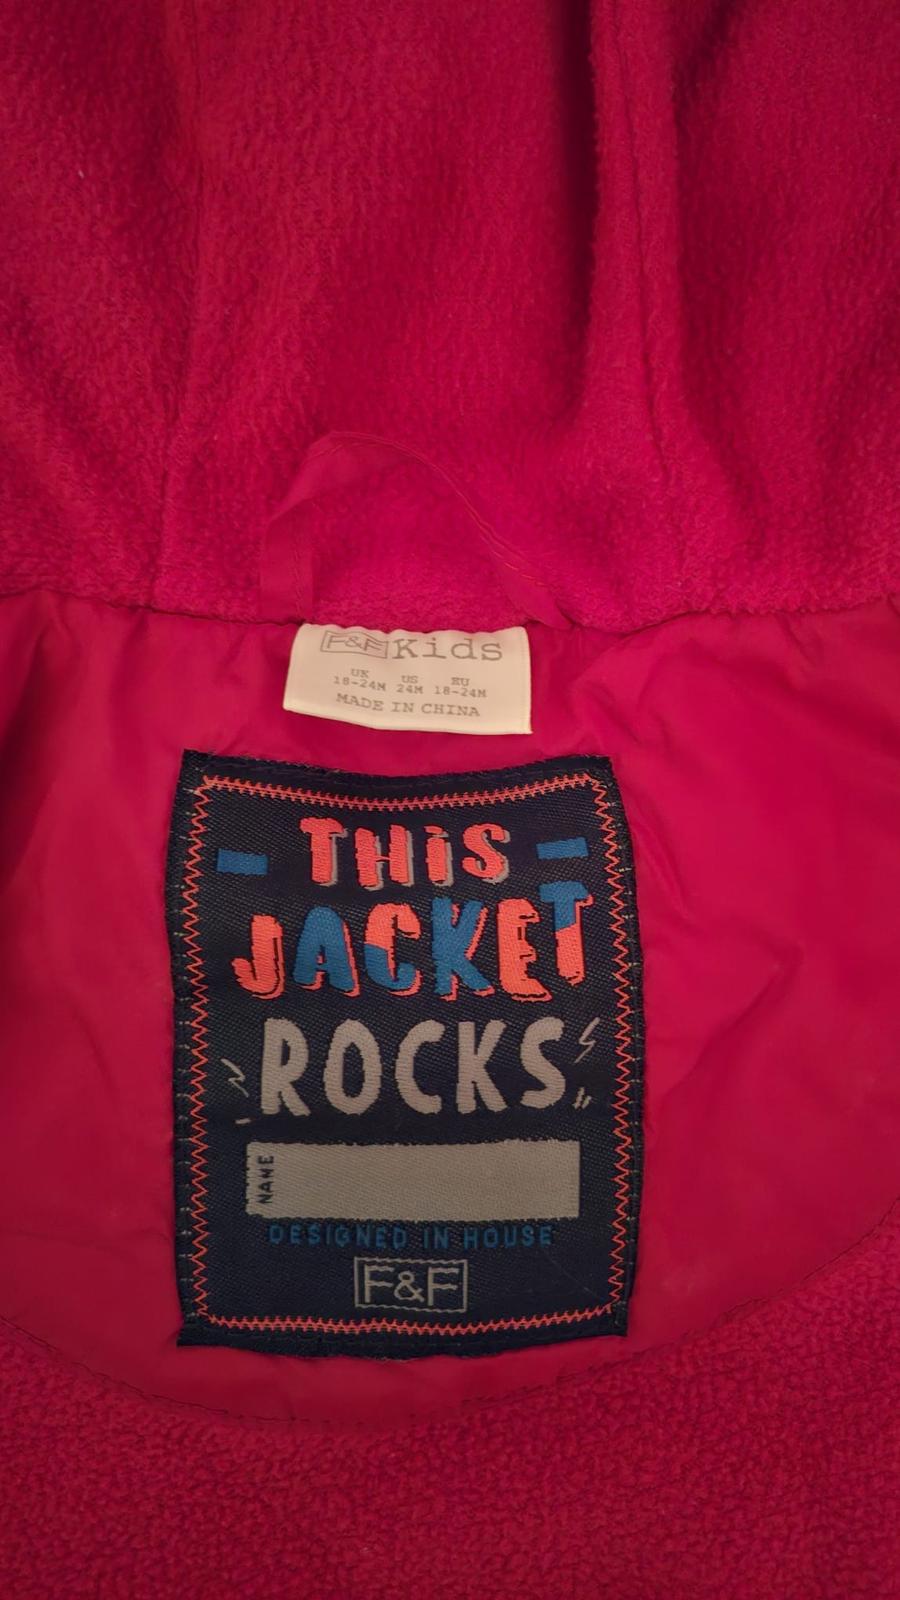 F&F Kids
UK US EU
18-24M 24M 18-24M
MADE IN CHINA
THIS
JACKET
ROCKS
NAME
DESIGNED IN HOUSE
F&F